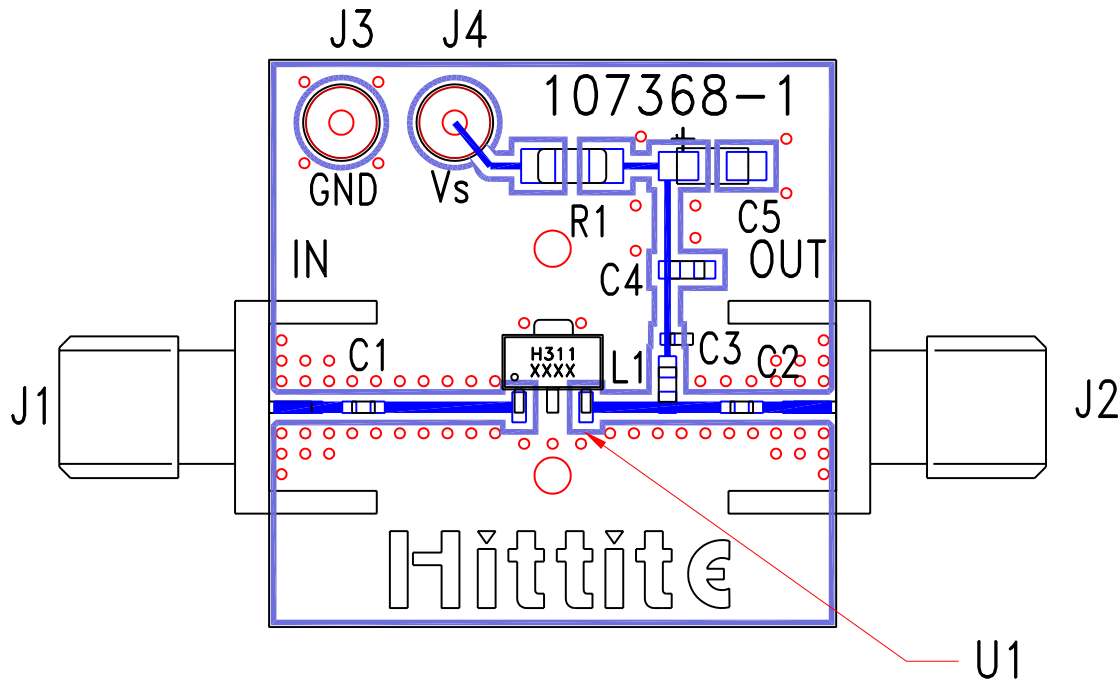 J3
J4
107368-1
GND
Vs
R1
C5
IN
OUT
C4
H311
XXXX
C1
L1
C3
C2
J1
J2
Hittite
U1